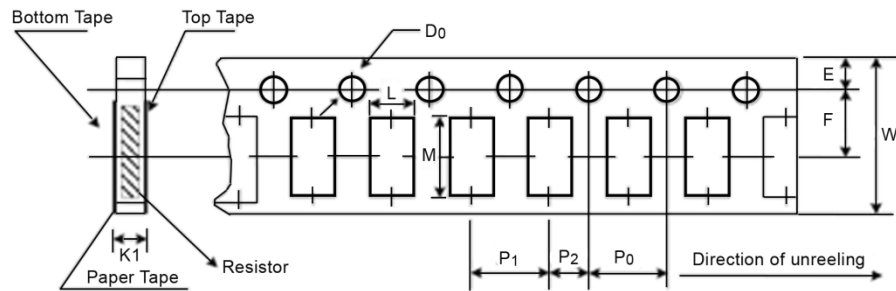 Bottom Tape
Top Tape
D0
E
L
F
W
M
K1
P1
P2
P0
Direction of unreeling
Resistor
Paper Tape